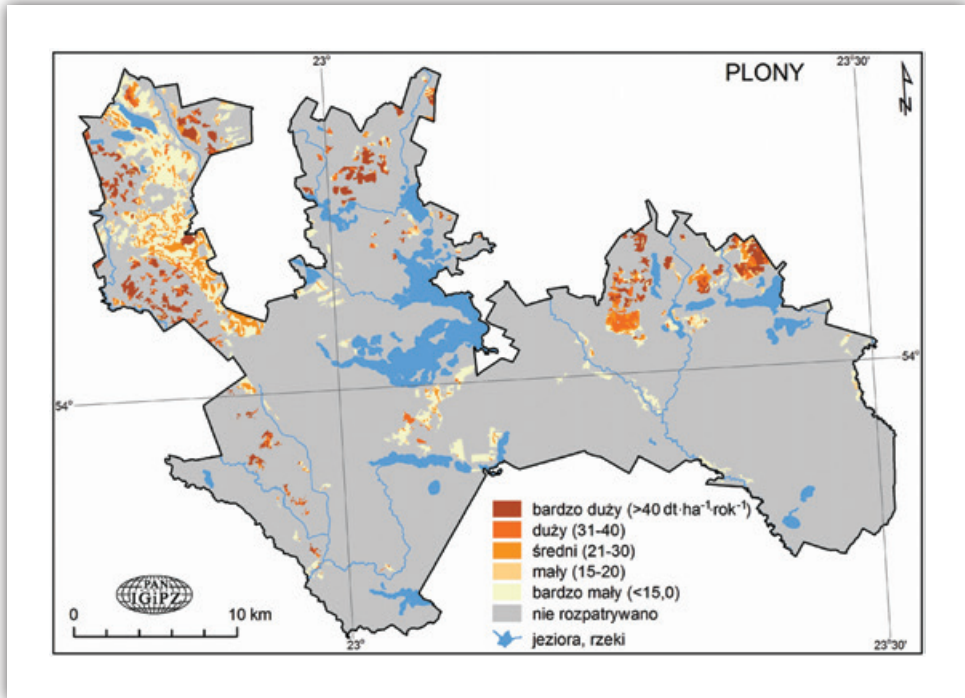 23°
23°30'
PLONY
N
54°
54°
bardzo duży (>40 dt·ha⁻¹·rok⁻¹)
duży (31-40)
średni (21-30)
mały (15-20)
bardzo mały (<15,0)
nie rozpatrywano
jeziora, rzeki
PAN
IGiPZ
0 10 km
23°
23°30'